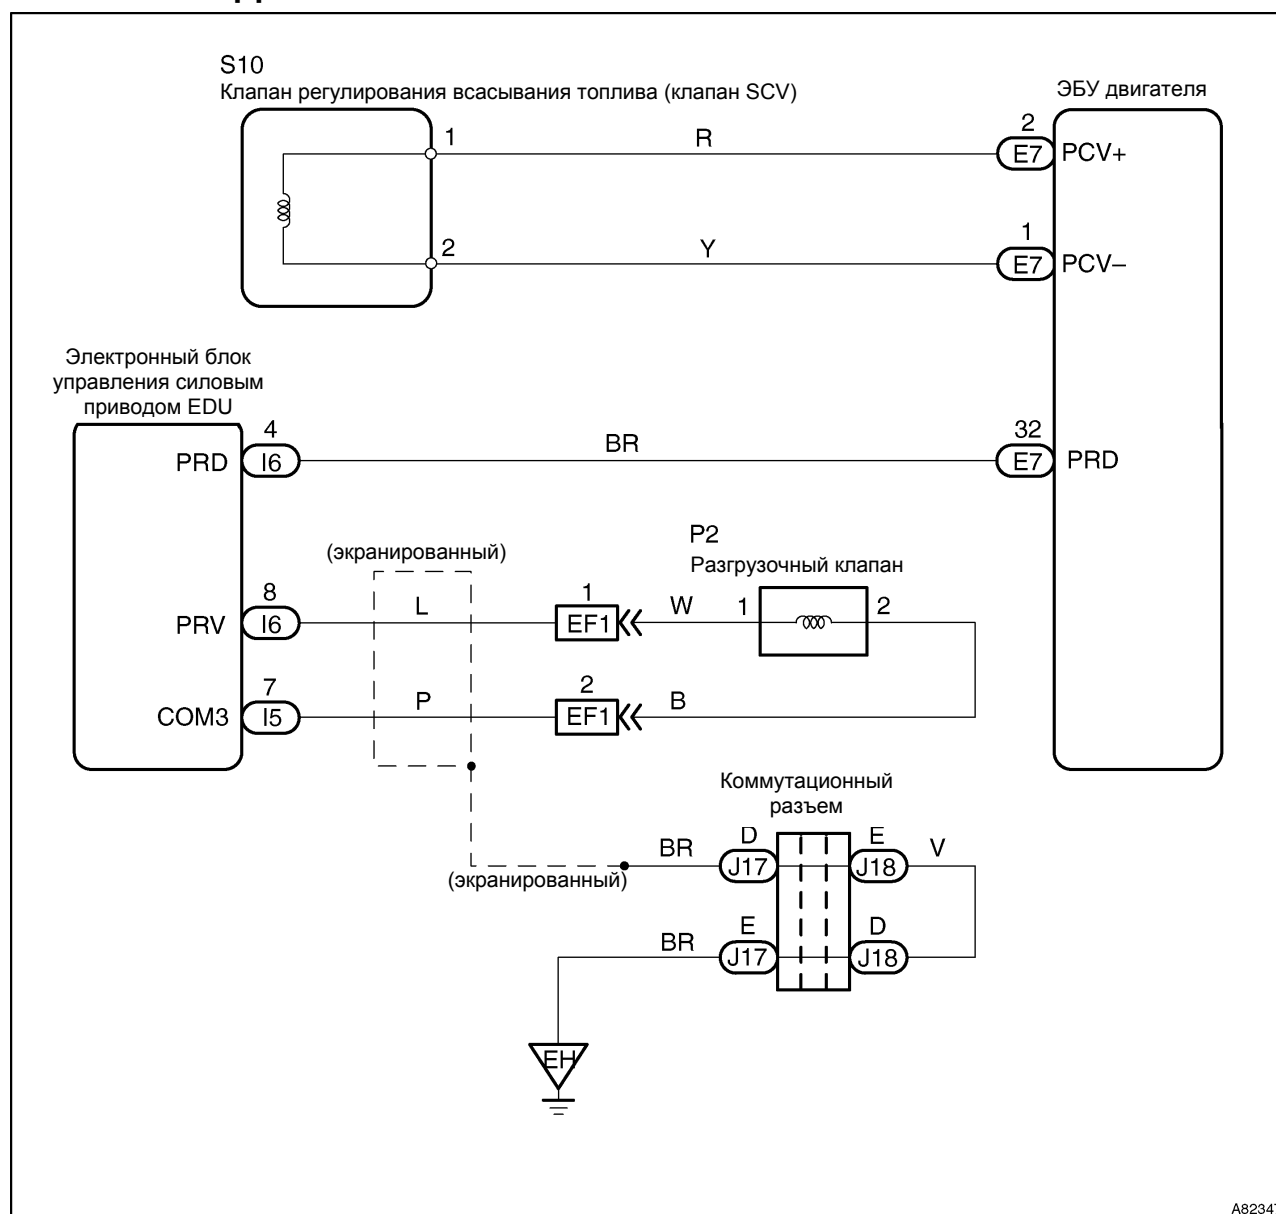 S10
Клапан регулирования всасывания топлива (клапан SCV)
ЭБУ двигателя
1
R
2
E7
PCV+
2
Y
1
E7
PCV–
Электронный блок
управления силовым
приводом EDU
PRD
4
I6
BR
32
E7
PRD
(экранированный)
P2
Разгрузочный клапан
PRV
8
I6
L
1
EF1
W
1
2
COM3
7
I5
P
2
EF1
B
Коммутационный
разъем
(экранированный)
BR
D
J17
E
J18
V
BR
E
J17
D
J18
EH